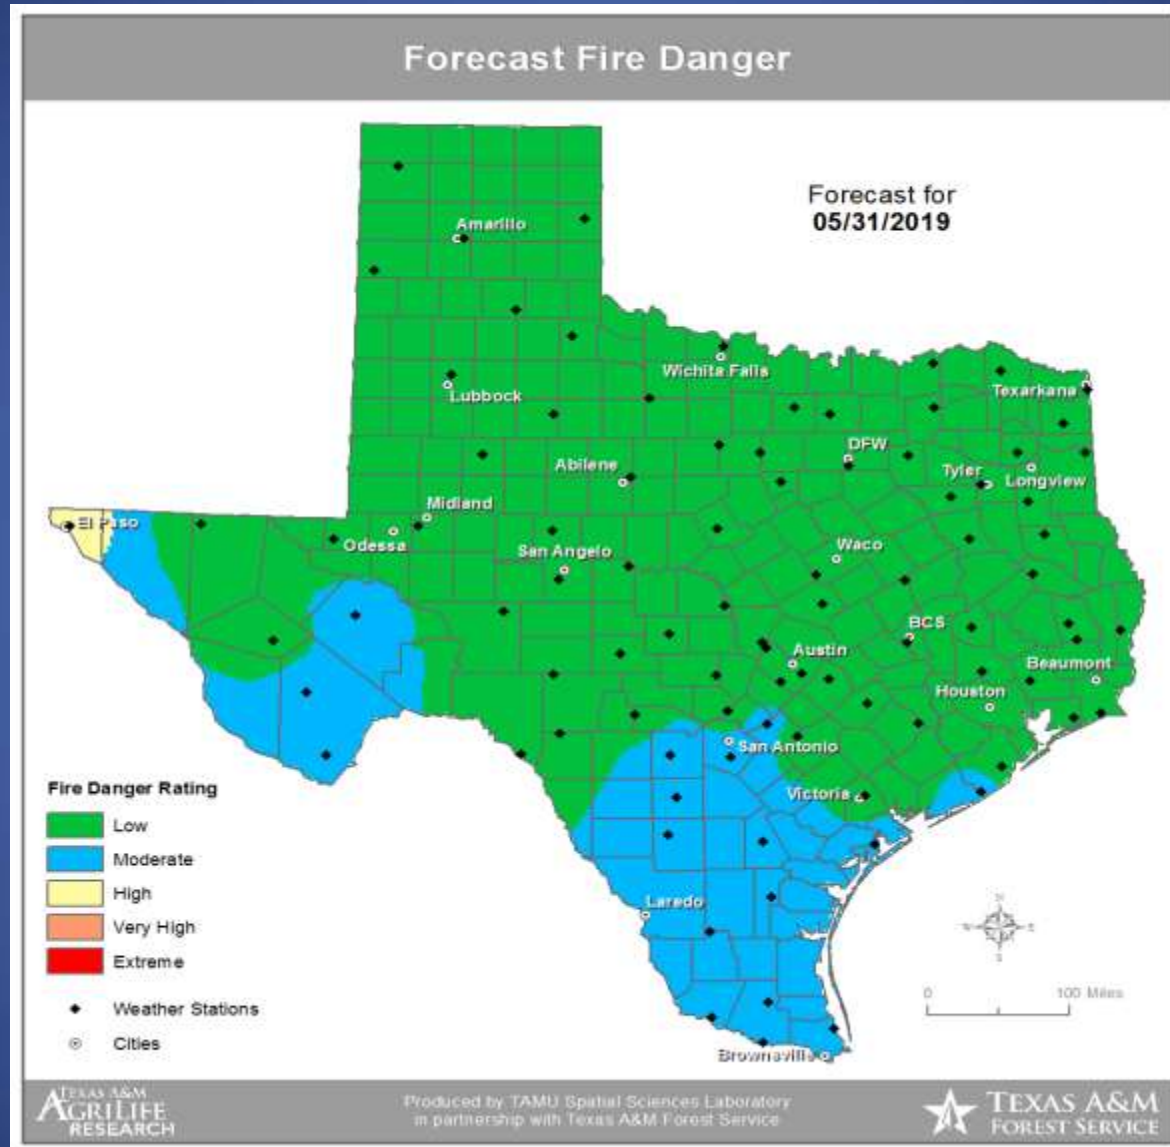 Forecast Fire Danger
Forecast for
05/31/2019
Amarillo
Wichita Falls
Lubbock
Texarkana
DFW
Abilene
Tyler
Longview
Midland
El Paso
Odessa
San Angelo
Waco
BCS
Austin
Beaumont
Houston
San Antonio
Victoria
Fire Danger Rating
Low
Moderate
High
Very High
Extreme
Weather Stations
Cities
Laredo
Brownsville
N
W
E
S
0
100 Miles
TEXAS A&M
AGRILIFE
RESEARCH
Produced by TAMU Spatial Sciences Laboratory
in partnership with Texas A&M Forest Service
TEXAS A&M
FOREST SERVICE